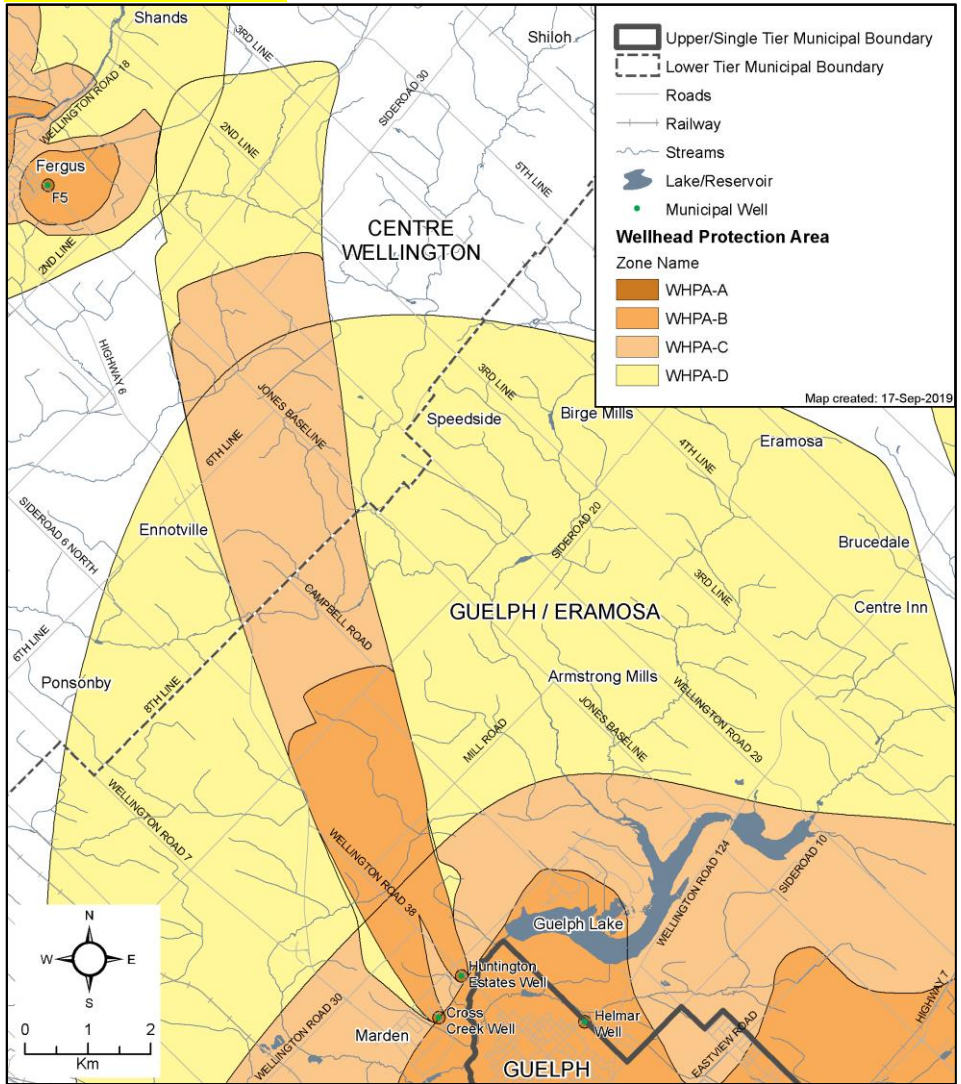 Shands
3RD LINE
Shiloh
WELLINGTON ROAD 18
SIDEROAD 30
2ND LINE
5TH LINE
Fergus
F5
2ND LINE
CENTRE
WELLINGTON
HIGHWAY 6
Upper/Single Tier Municipal Boundary
Lower Tier Municipal Boundary
Roads
Railway
Streams
Lake/Reservoir
Municipal Well
Wellhead Protection Area
Zone Name
WHPA-A
WHPA-B
WHPA-C
WHPA-D
Map created: 17-Sep-2019
3RD LINE
JONES BASELINE
Speedside
Birge Mills
6TH LINE
4TH LINE
Eramosa
SIDEROAD 6 NORTH
Ennotville
SIDEROAD 20
Brucedale
3RD LINE
CAMPBELL ROAD
GUELPH / ERAMOSA
Centre Inn
6TH LINE
Ponsonby
8TH LINE
Armstrong Mills
MILL ROAD
JONES BASELINE
WELLINGTON ROAD 29
WELLINGTON ROAD 7
WELLINGTON ROAD 38
WELLINGTON ROAD 124
SIDEROAD 10
Guelph Lake
N
W
E
S
0 1 2
Km
Huntington
Estates Well
Cross
Creek Well
Helmar
Well
WELLINGTON ROAD 30
Marden
EASTVIEW ROAD
HIGHWAY 7
GUELPH